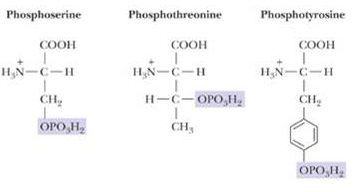 Phosphoserine
COOH
H₃N⁺—C—H
CH₂
OPO₃H₂
Phosphothreonine
COOH
H₃N⁺—C—H
H—C—OPO₃H₂
CH₃
Phosphotyrosine
COOH
H₃N⁺—C—H
CH₂
OPO₃H₂